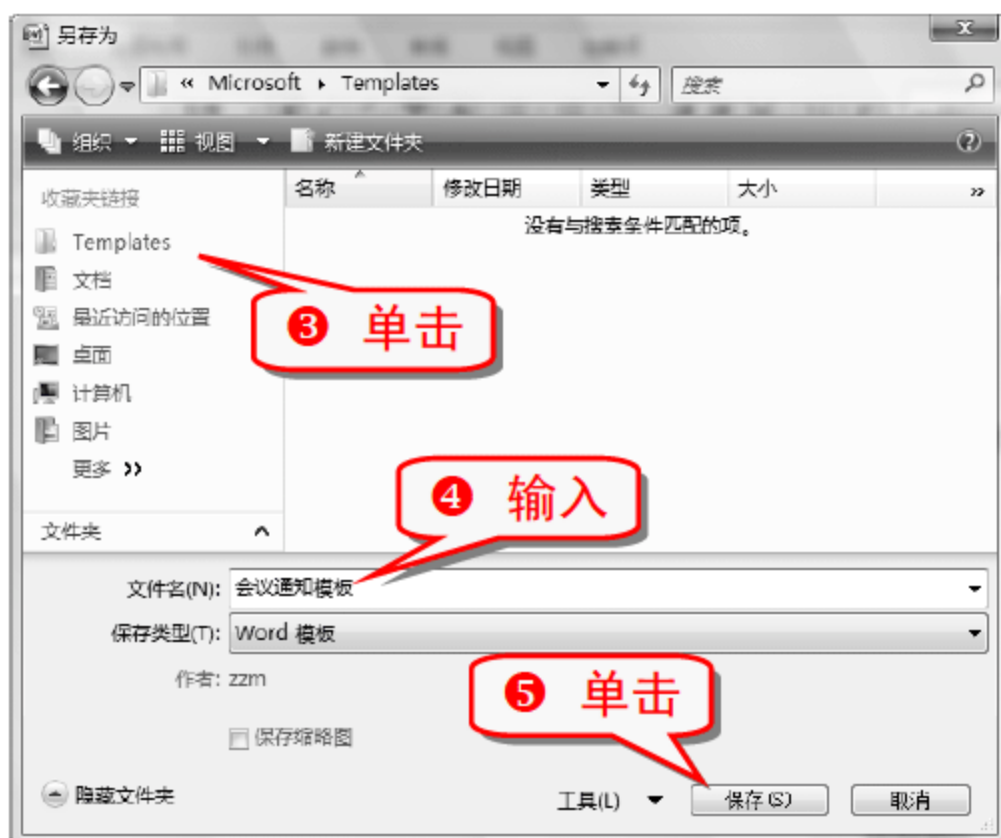 另存为
« Microsoft ▸ Templates
搜索
组织 视图 新建文件夹
收藏夹链接
名称 修改日期 类型 大小 »
没有与搜索条件匹配的项。
Templates
文档
最近访问的位置
❸ 单击
桌面
计算机
图片
更多 »
❹ 输入
文件夹
文件名(N): 会议通知模板
保存类型(T): Word 模板
作者: zzm
❺ 单击
保存缩略图
隐藏文件夹
工具(L) 保存(S) 取消